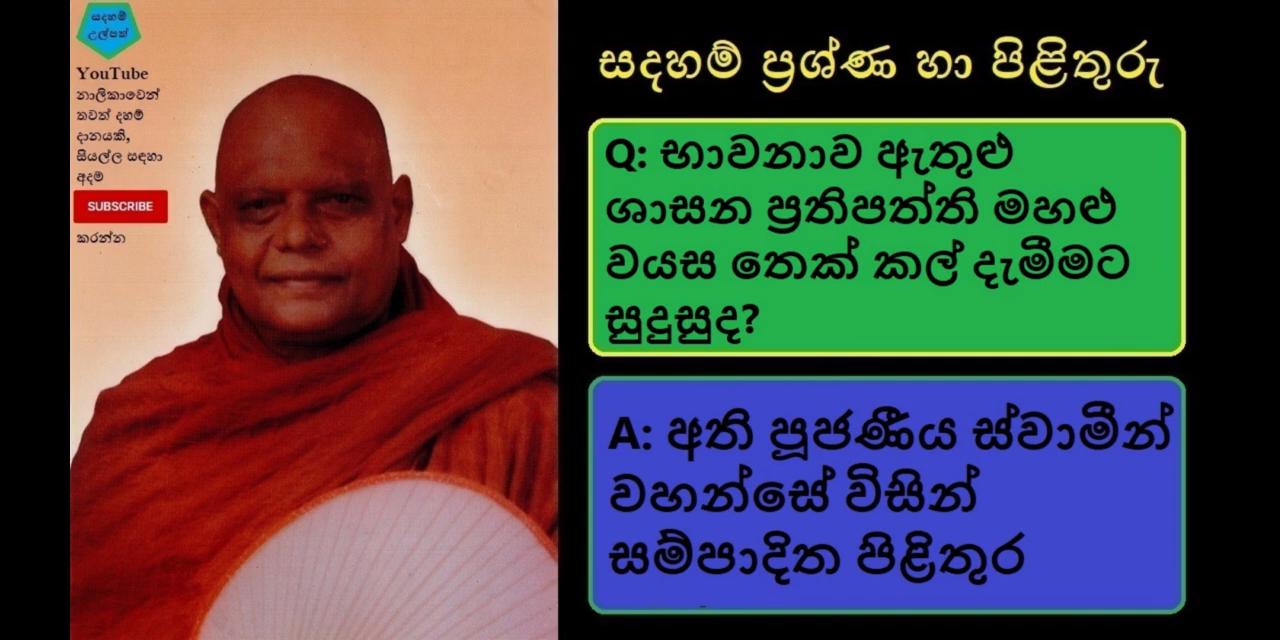 සදහම්
උල්පත්
YouTube
නාලිකාවෙන්
තවත් දහම්
දානයකි,
සියල්ල සඳහා
අදම
SUBSCRIBE
කරන්න
සදහම් ප්‍රශ්ණ හා පිළිතුරු
Q: භාවනාව ඇතුළු
ශාසන ප්‍රතිපත්ති මහළු
වයස තෙක් කල් දැමීමට
සුදුසුද?
A: අති පූජණීය ස්වාමීන්
වහන්සේ විසින්
සම්පාදිත පිළිතුර